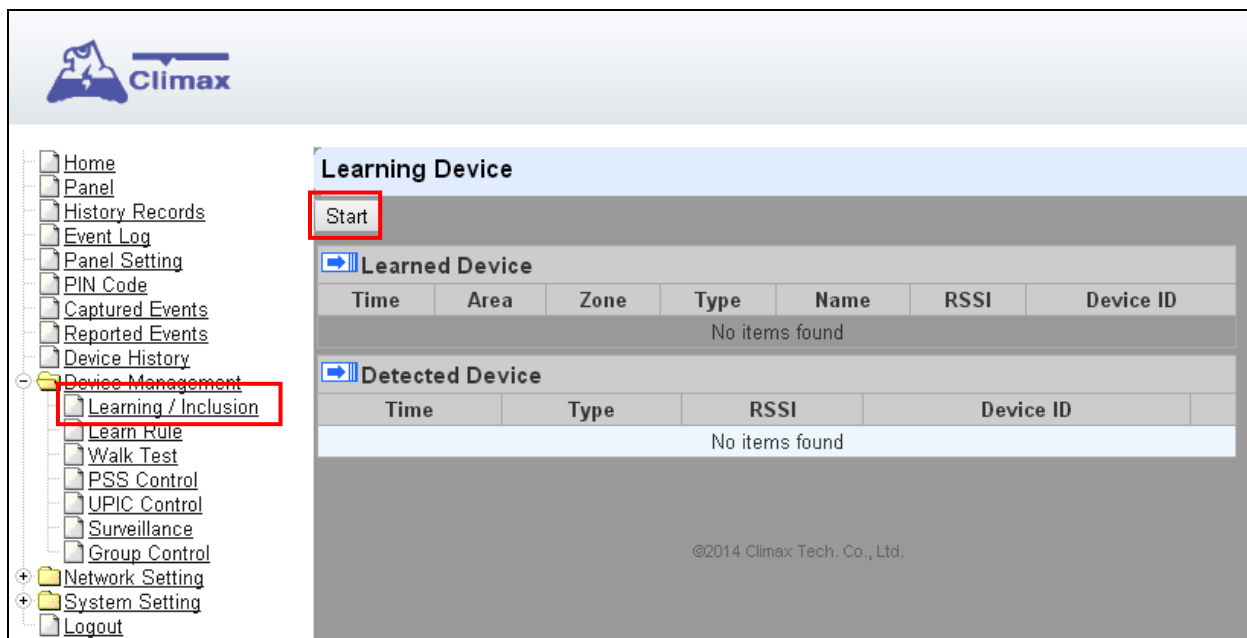 Climax
Home
Panel
History Records
Event Log
Panel Setting
PIN Code
Captured Events
Reported Events
Device History
Device Management
Learning / Inclusion
Learn Rule
Walk Test
PSS Control
UPIC Control
Surveillance
Group Control
Network Setting
System Setting
Logout
Learning Device
Start
Learned Device
Time Area Zone Type Name RSSI Device ID
No items found
Detected Device
Time Type RSSI Device ID
No items found
©2014 Climax Tech. Co., Ltd.